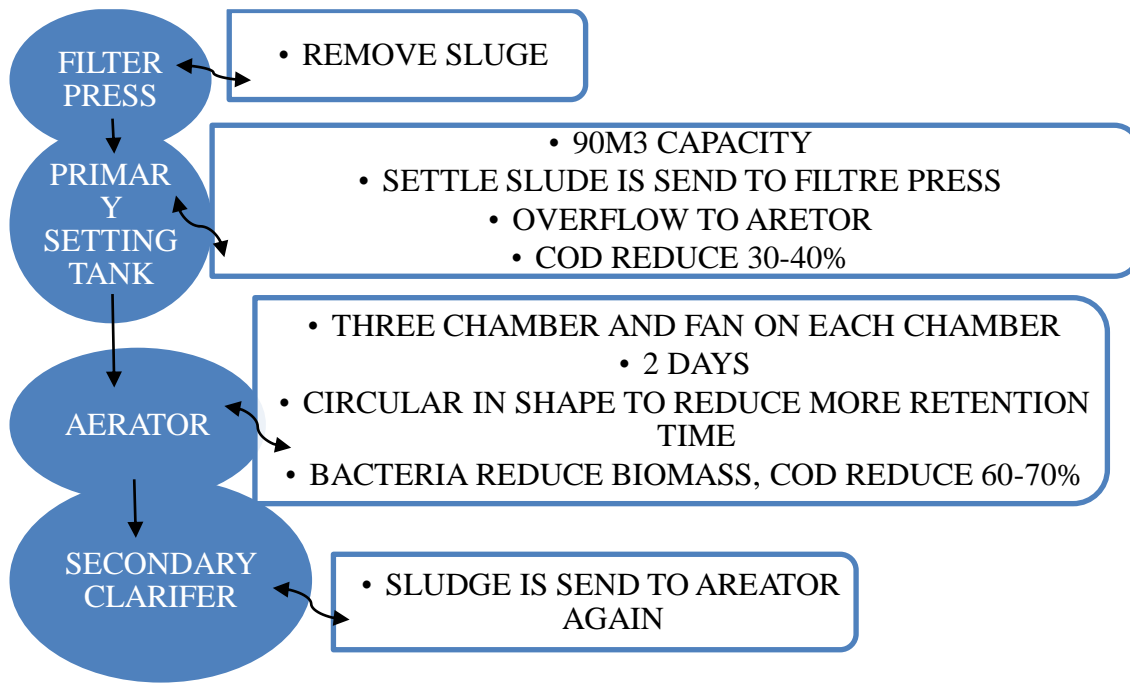 FILTER
PRESS
• REMOVE SLUGE
PRIMAR
Y
SETTING
TANK
• 90M3 CAPACITY
• SETTLE SLUDE IS SEND TO FILTRE PRESS
• OVERFLOW TO ARETOR
• COD REDUCE 30-40%
AERATOR
• THREE CHAMBER AND FAN ON EACH CHAMBER
• 2 DAYS
• CIRCULAR IN SHAPE TO REDUCE MORE RETENTION
TIME
• BACTERIA REDUCE BIOMASS, COD REDUCE 60-70%
SECONDARY
CLARIFER
• SLUDGE IS SEND TO AREATOR
AGAIN